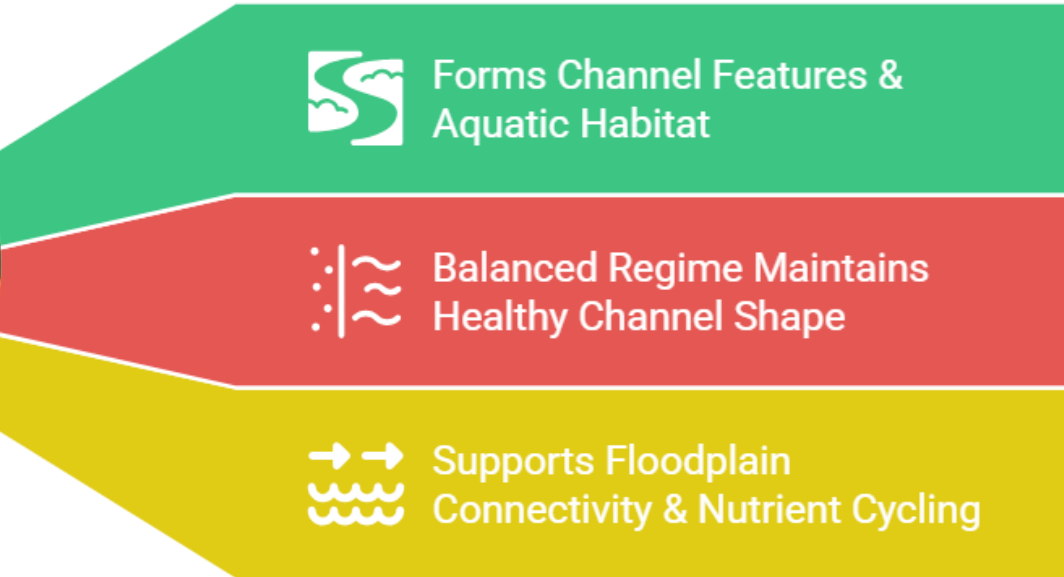 Forms Channel Features &
Aquatic Habitat
Balanced Regime Maintains
Healthy Channel Shape
Supports Floodplain
Connectivity & Nutrient Cycling